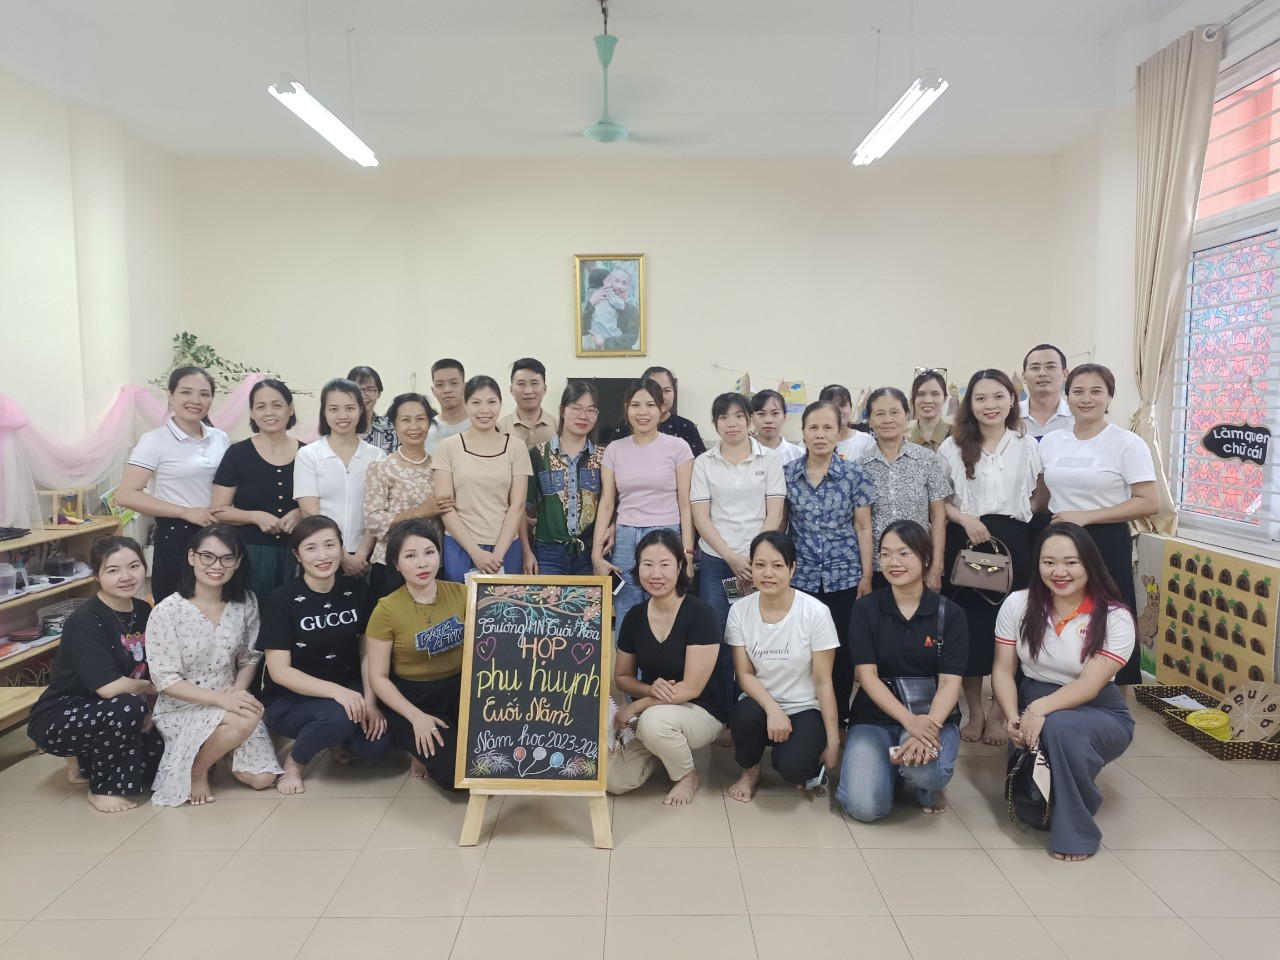 Trường MN Tuổi Hoa
HỌP
phụ huynh
Cuối Năm
Năm học 2023-2024
Làm quen
chữ cái
GUCCI
Approach